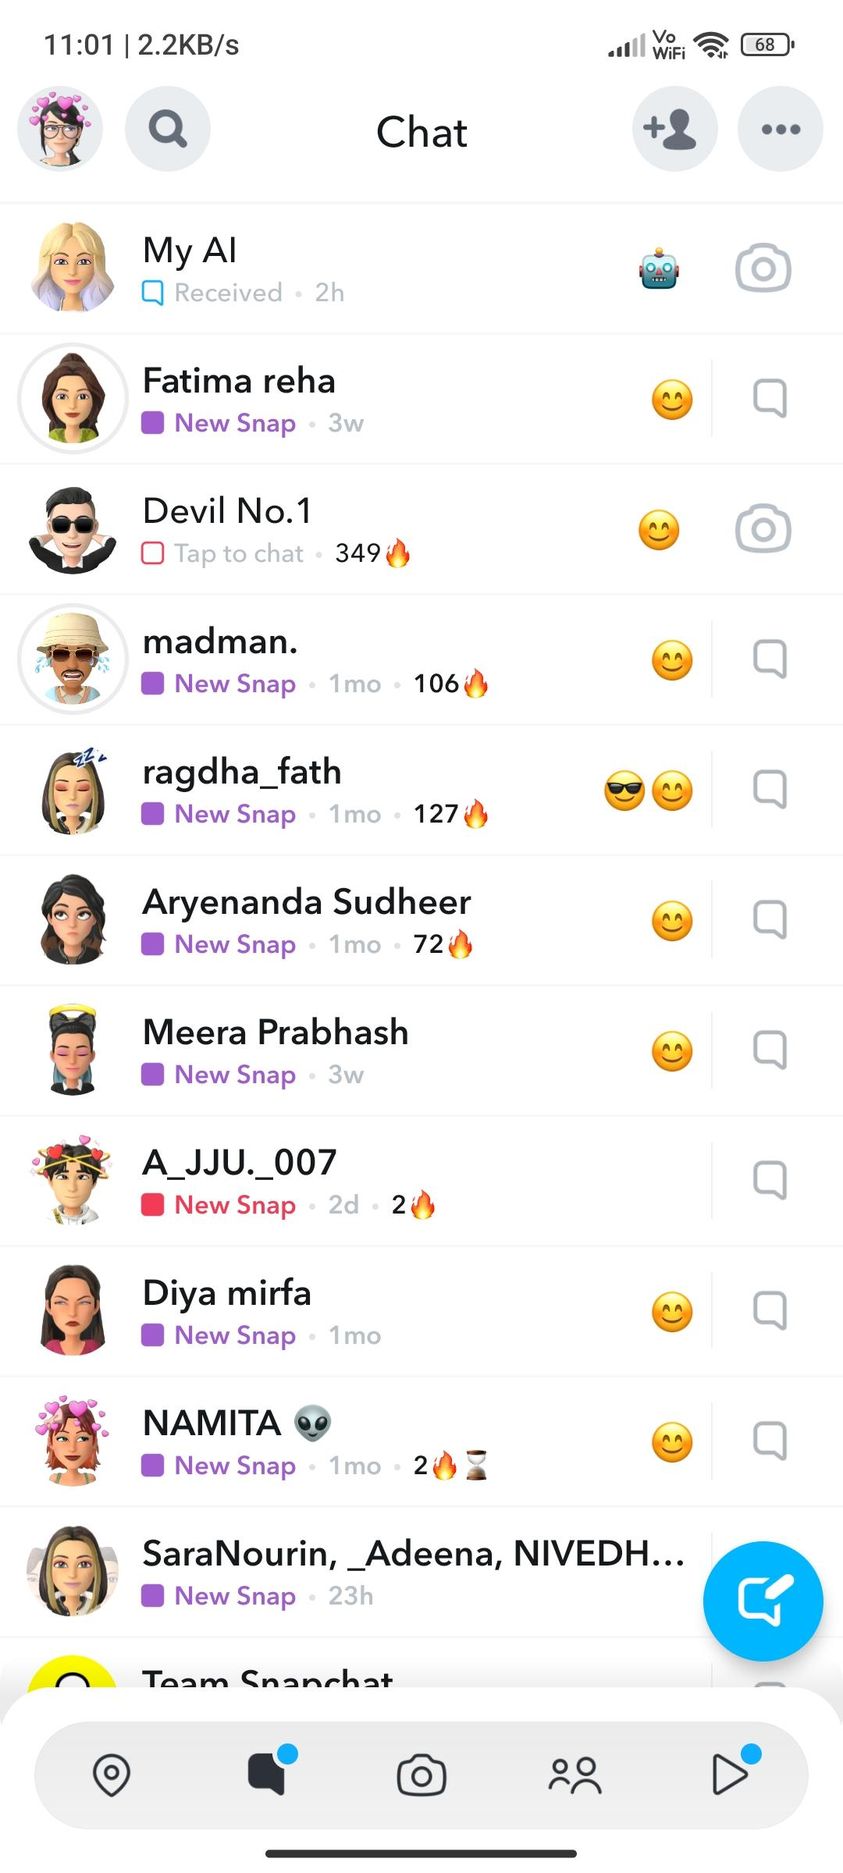 11:01 | 2.2KB/s
Vo
WiFi
68
Chat
My AI
Received • 2h
Fatima reha
New Snap • 3w
Devil No.1
Tap to chat • 349🔥
madman.
New Snap • 1mo • 106🔥
zzz
ragdha_fath
New Snap • 1mo • 127🔥
Aryenanda Sudheer
New Snap • 1mo • 72🔥
Meera Prabhash
New Snap • 3w
A_JJU._007
New Snap • 2d • 2🔥
Diya mirfa
New Snap • 1mo
NAMITA 👽
New Snap • 1mo • 2🔥⌛
SaraNourin, _Adeena, NIVEDH...
New Snap • 23h
Team Snapchat